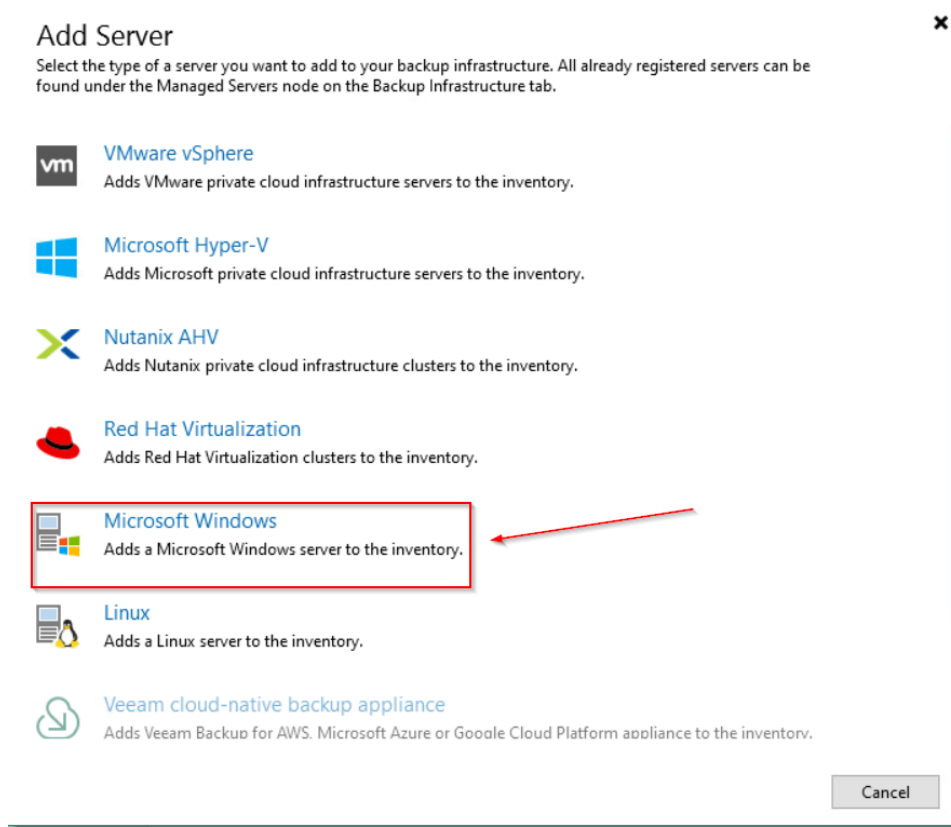 Add Server
Select the type of a server you want to add to your backup infrastructure. All already registered servers can be
found under the Managed Servers node on the Backup Infrastructure tab.
vm
VMware vSphere
Adds VMware private cloud infrastructure servers to the inventory.
Microsoft Hyper-V
Adds Microsoft private cloud infrastructure servers to the inventory.
Nutanix AHV
Adds Nutanix private cloud infrastructure clusters to the inventory.
Red Hat Virtualization
Adds Red Hat Virtualization clusters to the inventory.
Microsoft Windows
Adds a Microsoft Windows server to the inventory.
Linux
Adds a Linux server to the inventory.
Veeam cloud-native backup appliance
Adds Veeam Backup for AWS, Microsoft Azure or Google Cloud Platform appliance to the inventory.
Cancel